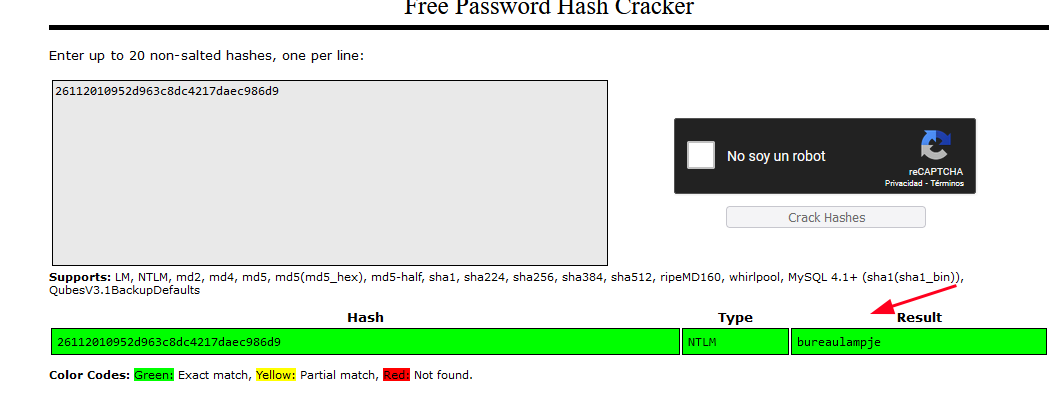 Free Password Hash Cracker
Enter up to 20 non-salted hashes, one per line:
26112010952d963c8dc4217daec986d9
No soy un robot
reCAPTCHA
Privacidad - Términos
Crack Hashes
Supports: LM, NTLM, md2, md4, md5, md5(md5_hex), md5-half, sha1, sha224, sha256, sha384, sha512, ripeMD160, whirlpool, MySQL 4.1+ (sha1(sha1_bin)),
QubesV3.1BackupDefaults
Hash Type Result
26112010952d963c8dc4217daec986d9 NTLM bureaulampje
Color Codes: Green: Exact match, Yellow: Partial match, Red: Not found.